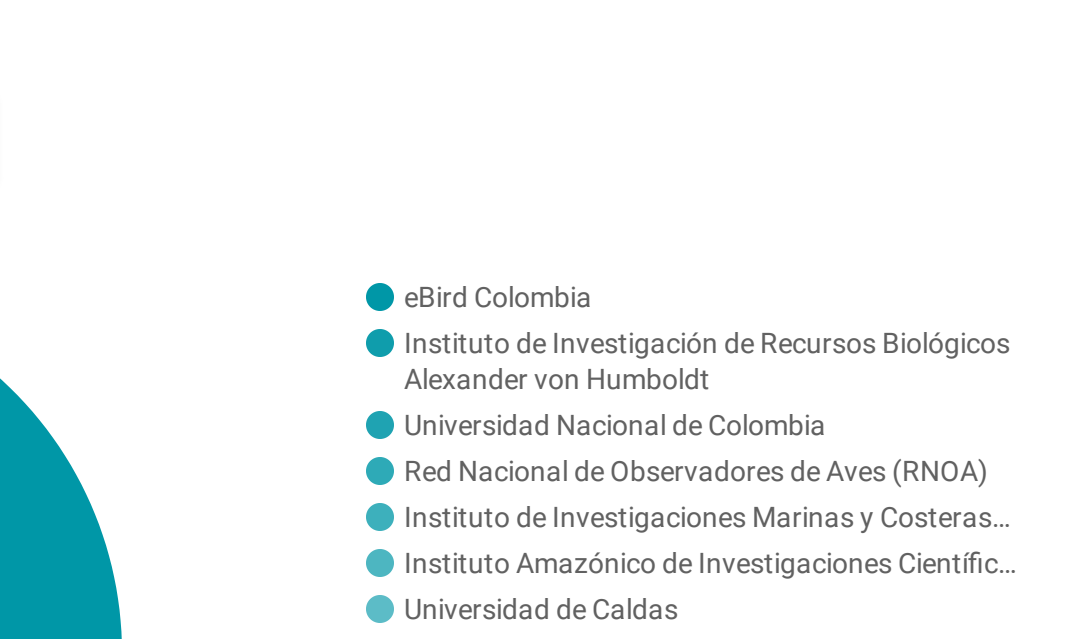 eBird Colombia
Instituto de Investigación de Recursos Biológicos
Alexander von Humboldt
Universidad Nacional de Colombia
Red Nacional de Observadores de Aves (RNOA)
Instituto de Investigaciones Marinas y Costeras...
Instituto Amazónico de Investigaciones Científic...
Universidad de Caldas